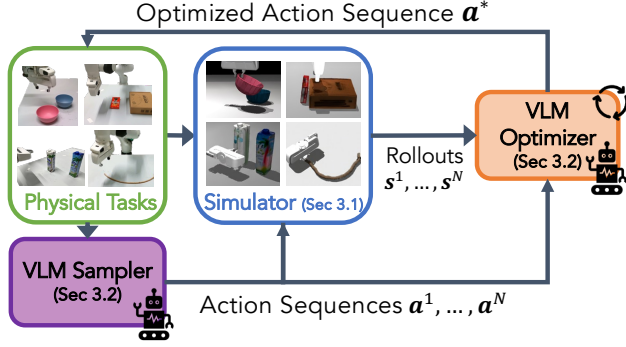 Optimized Action Sequence a*
Physical Tasks
Simulator (Sec 3.1)
Rollouts
s¹, ..., sᴺ
VLM
Optimizer
(Sec 3.2)
VLM Sampler
(Sec 3.2)
Action Sequences a¹, ..., aᴺ